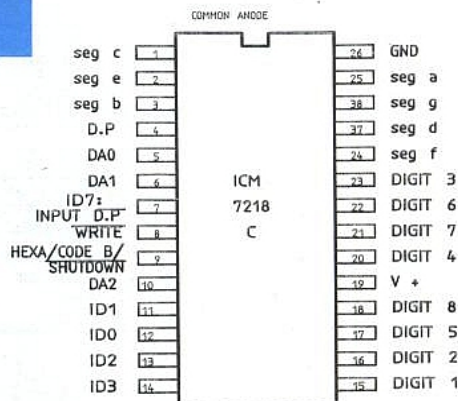 COMMON ANODE
seg c 1
seg e 2
seg b 3
D.P 4
DA0 5
DA1 6
ID7:
INPUT D.P 7
WRITE 8
HEXA/CODE B/
SHUTDOWN 9
DA2 10
ID1 11
ID0 12
ID2 13
ID3 14
ICM
7218
C
26 GND
25 seg a
38 seg g
37 seg d
24 seg f
23 DIGIT 3
22 DIGIT 6
21 DIGIT 7
20 DIGIT 4
19 V +
18 DIGIT 8
17 DIGIT 5
16 DIGIT 2
15 DIGIT 1